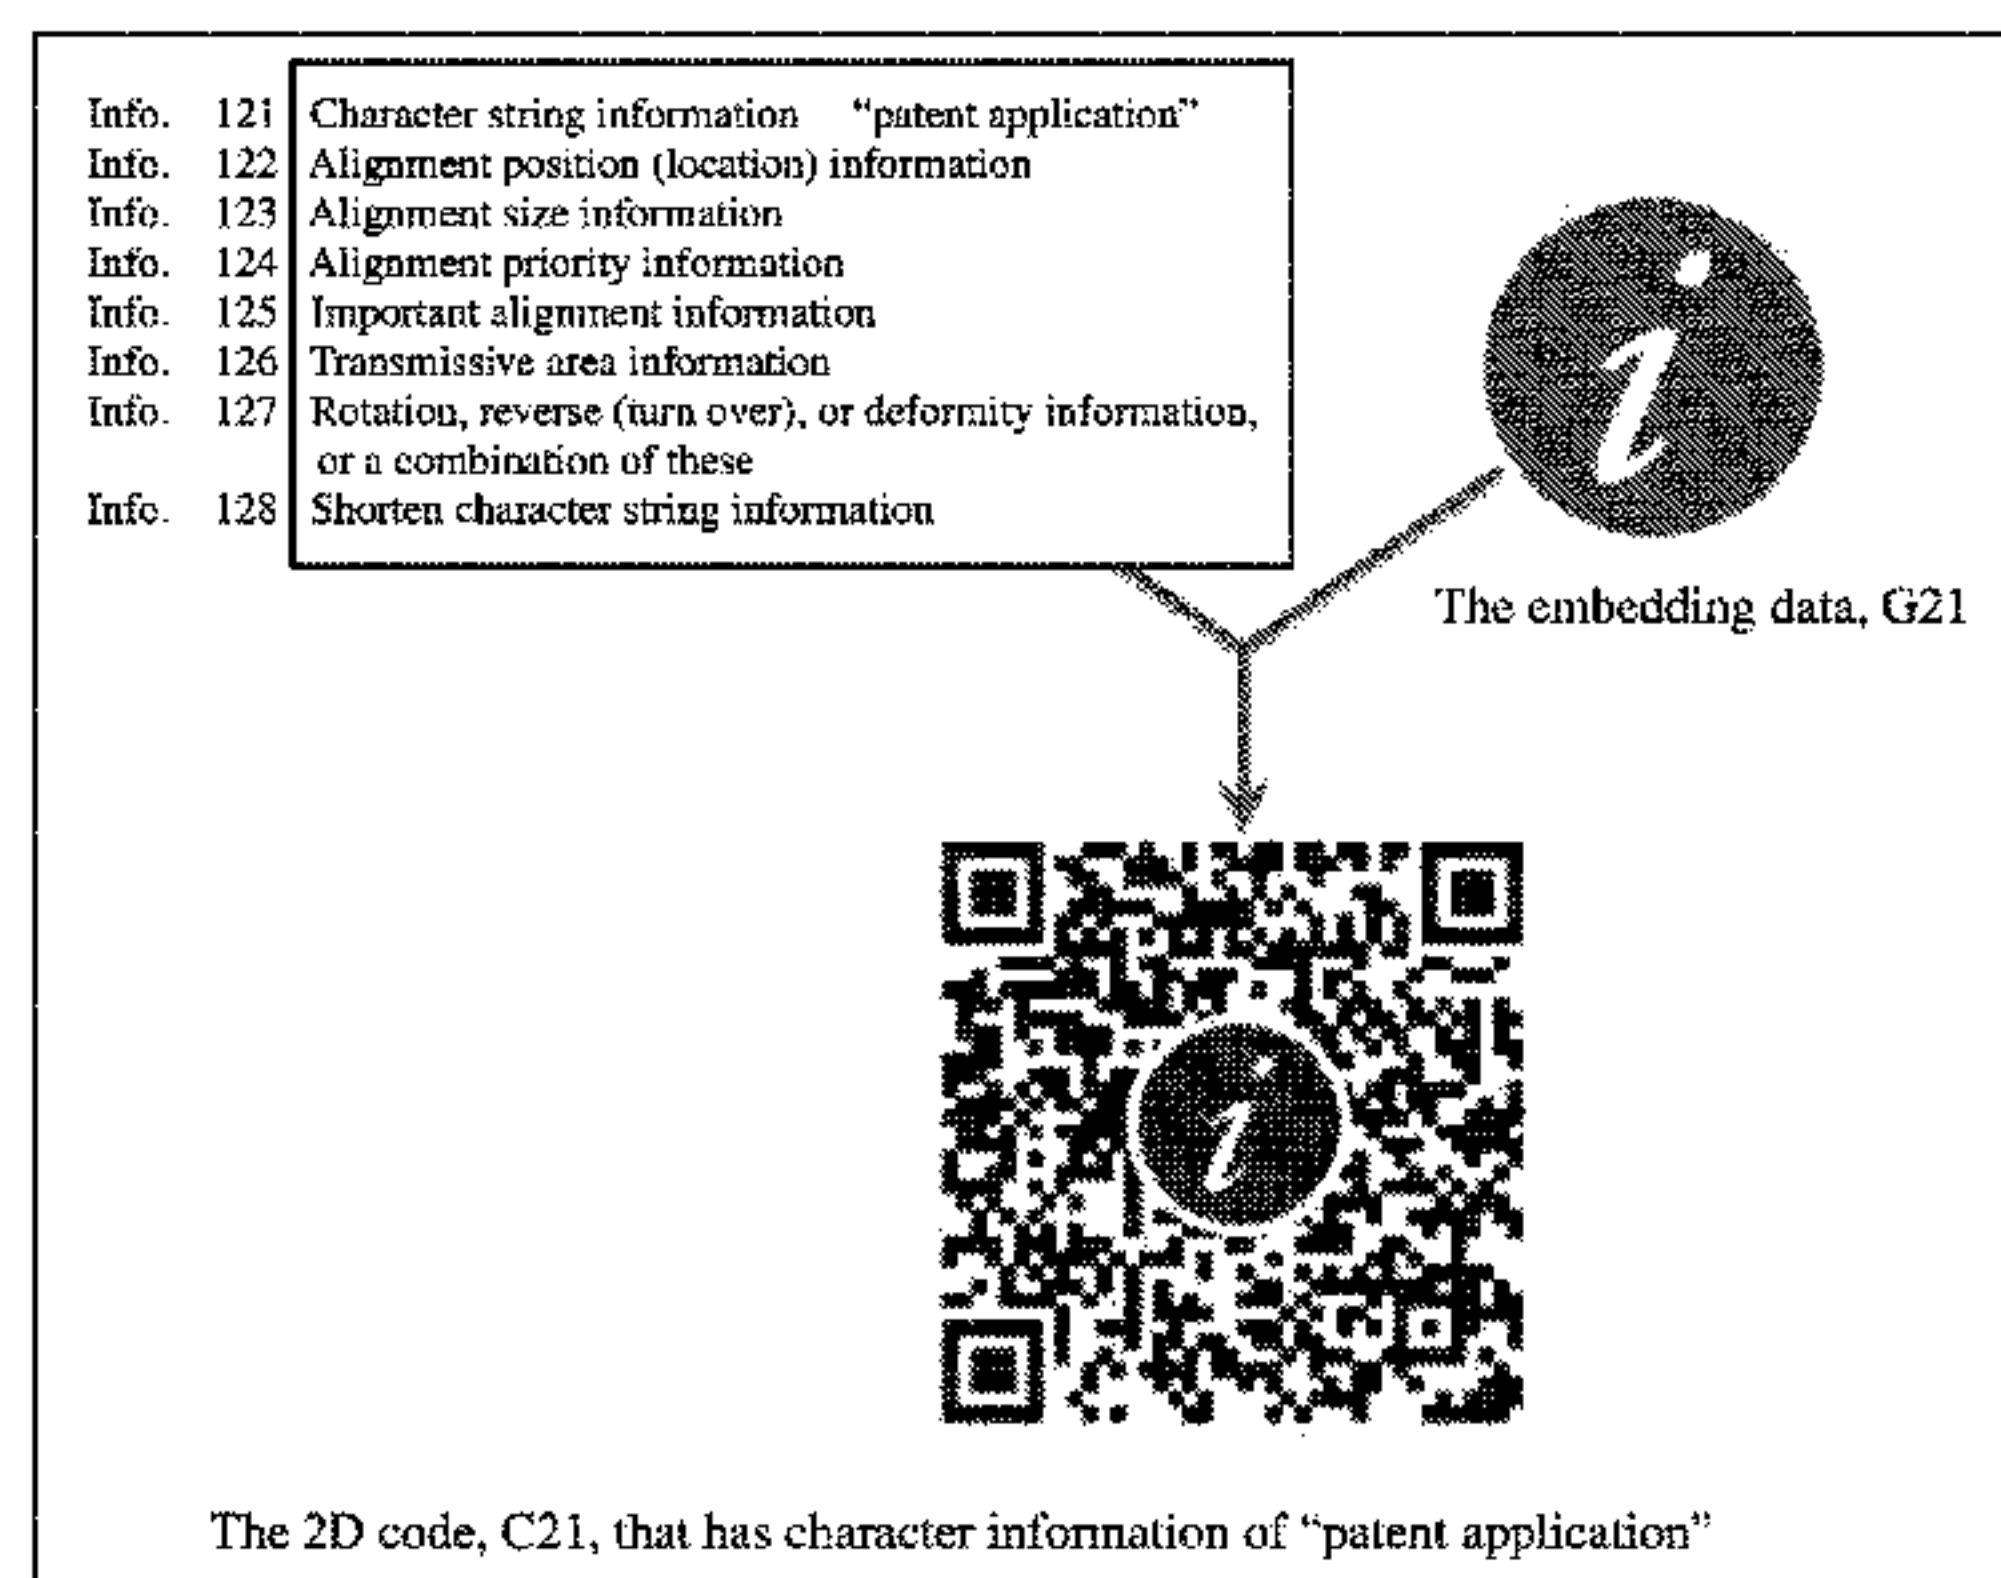 Info. 121 Character string information “patent application”
Info. 122 Alignment position (location) information
Info. 123 Alignment size information
Info. 124 Alignment priority information
Info. 125 Important alignment information
Info. 126 Transmissive area information
Info. 127 Rotation, reverse (turn over), or deformity information,
or a combination of these
Info. 128 Shorten character string information
i
The embedding data, G21
i
The 2D code, C21, that has character information of “patent application”